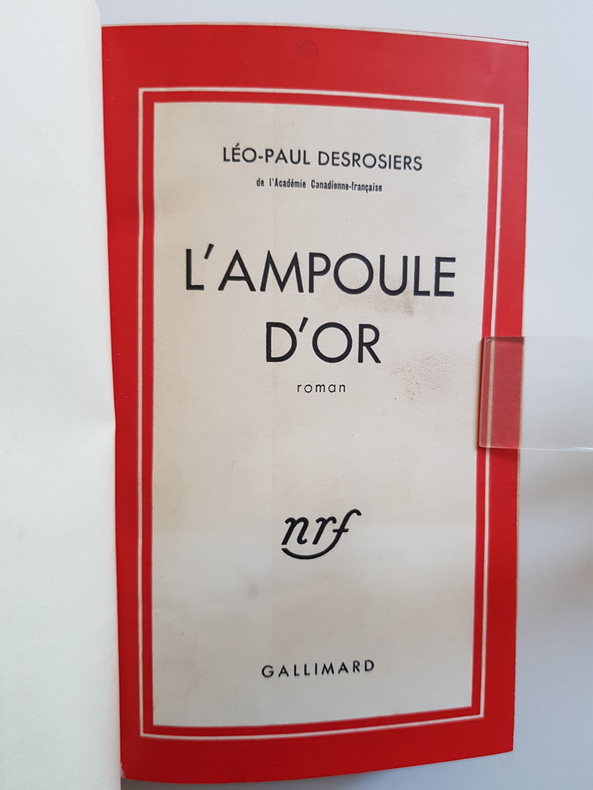 LÉO-PAUL DESROSIERS
de l'Académie Canadienne-française
L'AMPOULE
D'OR
roman
nrf
GALLIMARD